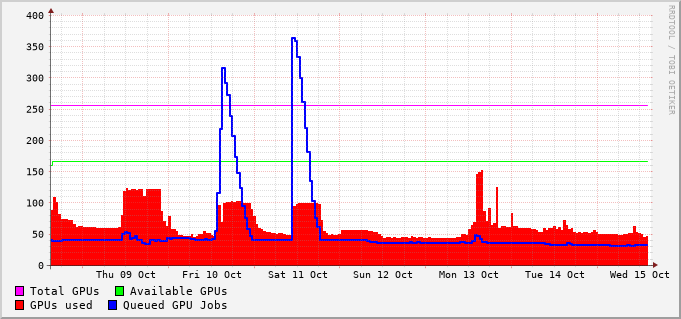 400
350
300
250
200
150
100
50
0
Thu 09 Oct Fri 10 Oct Sat 11 Oct Sun 12 Oct Mon 13 Oct Tue 14 Oct Wed 15 Oct
Total GPUs Available GPUs
GPUs used Queued GPU Jobs
RRDTOOL / TOBI OETIKER